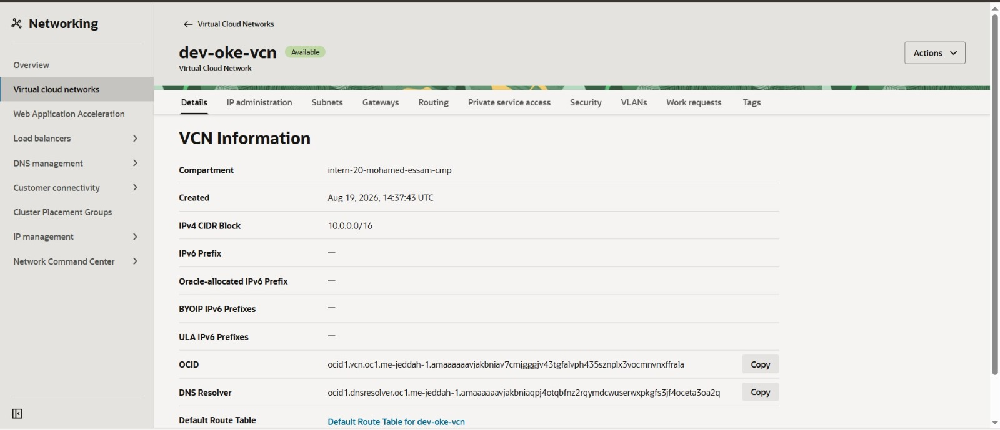 Networking
Overview
Virtual cloud networks
Web Application Acceleration
Load balancers
DNS management
Customer connectivity
Cluster Placement Groups
IP management
Network Command Center
Virtual Cloud Networks
dev-oke-vcn Available
Virtual Cloud Network
Actions
Details IP administration Subnets Gateways Routing Private service access Security VLANs Work requests Tags
VCN Information
Compartment intern-20-mohamed-essam-cmp
Created Aug 19, 2026, 14:37:43 UTC
IPv4 CIDR Block 10.0.0.0/16
IPv6 Prefix —
Oracle-allocated IPv6 Prefix —
BYOIP IPv6 Prefixes —
ULA IPv6 Prefixes —
OCID ocid1.vcn.oc1.me-jeddah-1.amaaaaaavjakbniav7cmjgggjv43tgfalvph435sznplx3vocmnvnxffrala Copy
DNS Resolver ocid1.dnsresolver.oc1.me-jeddah-1.amaaaaaavjakbniaqpj4otqbfnz2rqymdcwuserwxpkgfs3jf4oceta3oa2q Copy
Default Route Table Default Route Table for dev-oke-vcn